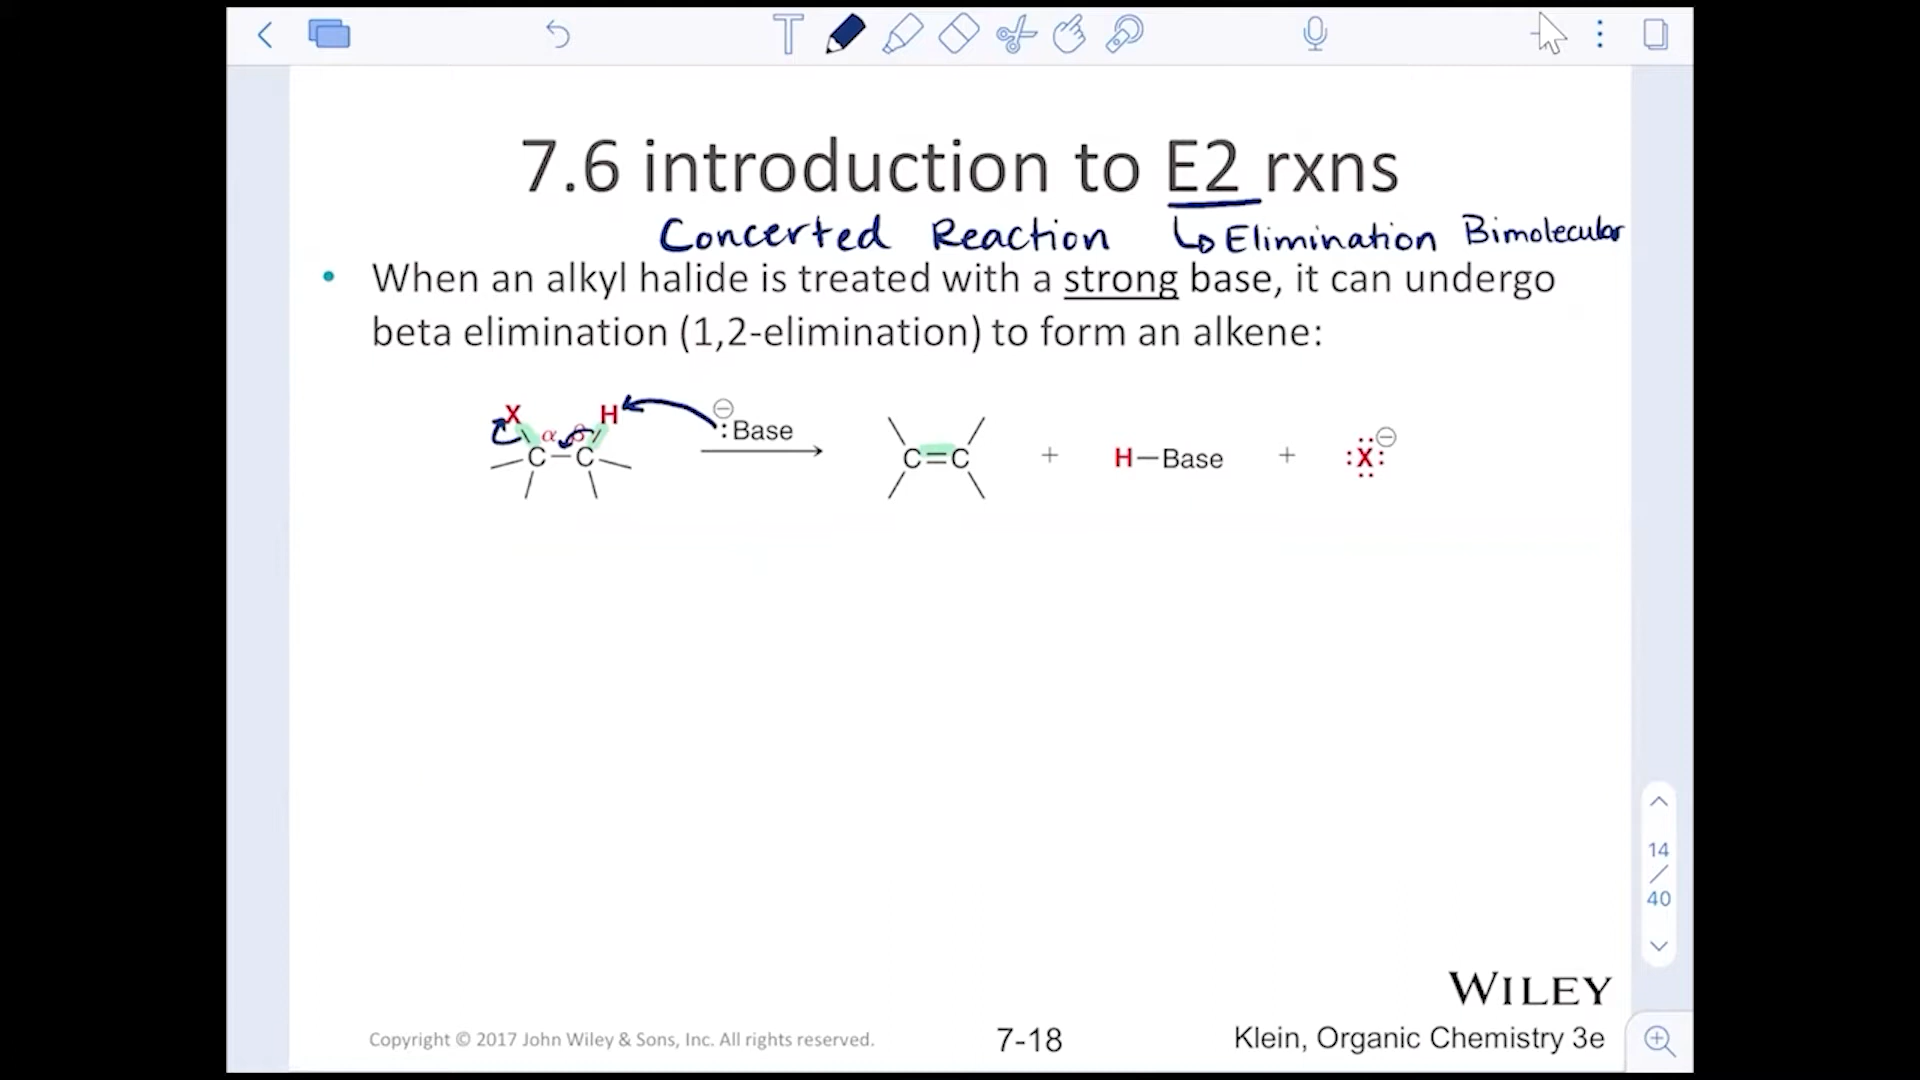 7.6 introduction to E2 rxns
Concerted Reaction ↳ Elimination Bimolecular
• When an alkyl halide is treated with a strong base, it can undergo
beta elimination (1,2-elimination) to form an alkene:
X H ⊖
α β :Base
C–C → C=C + H–Base + :X:⊖
14
/
40
WILEY
Copyright © 2017 John Wiley & Sons, Inc. All rights reserved. 7-18 Klein, Organic Chemistry 3e